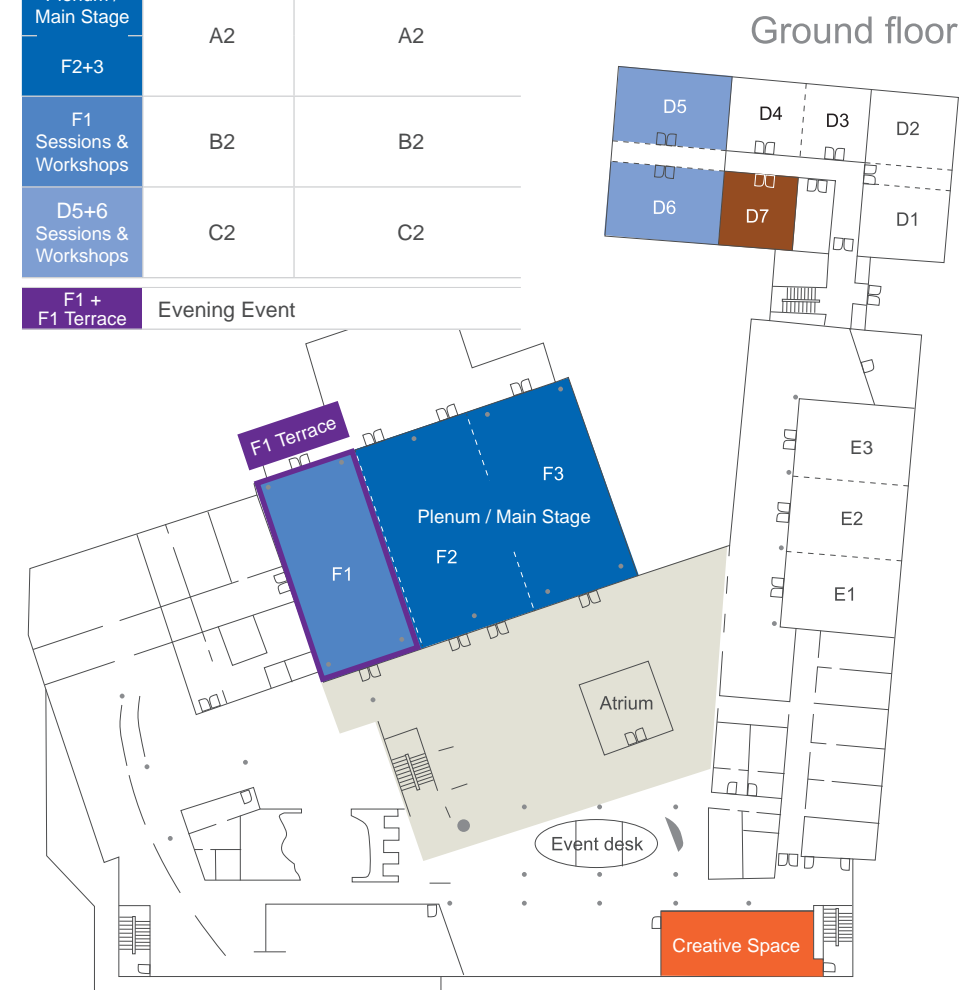 Main Stage
F2+3
A2
A2
F1
Sessions &
Workshops
B2
B2
D5+6
Sessions &
Workshops
C2
C2
F1 +
F1 Terrace
Evening Event
Ground floor
D5
D4
D3
D2
D6
D7
D1
F1 Terrace
F3
Plenum / Main Stage
F2
F1
E3
E2
E1
Atrium
Event desk
Creative Space